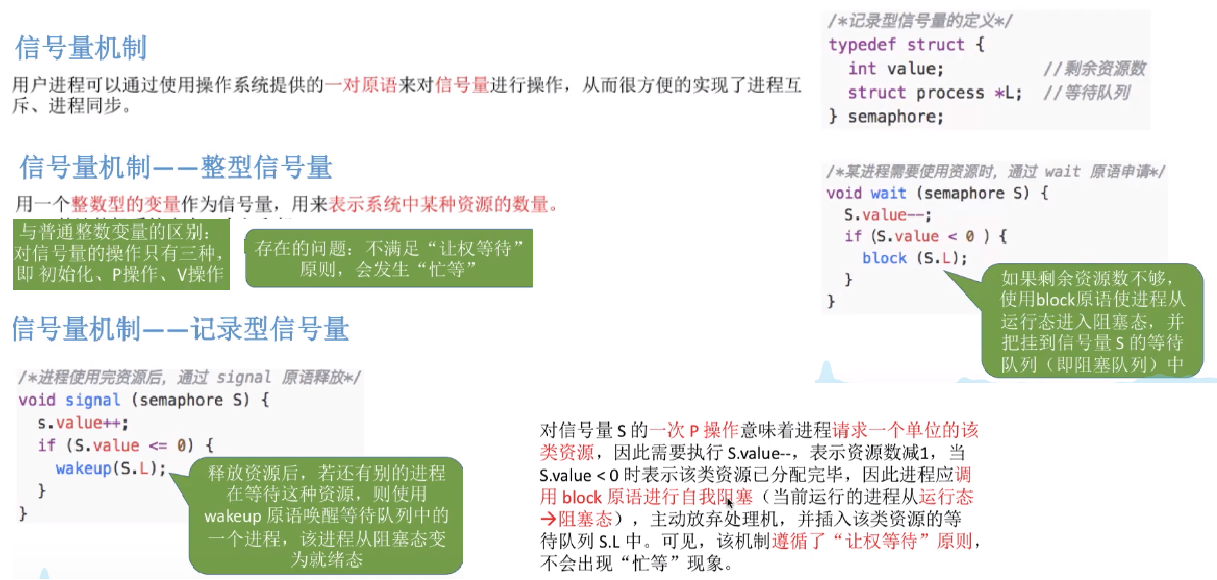 信号量机制
用户进程可以通过使用操作系统提供的一对原语来对信号量进行操作，从而很方便的实现了进程互
斥、进程同步。
信号量机制——整型信号量
用一个整数型的变量作为信号量，用来表示系统中某种资源的数量。
与普通整数变量的区别：
对信号量的操作只有三种，
即 初始化、P操作、V操作
存在的问题：不满足“让权等待”
原则，会发生“忙等”
信号量机制——记录型信号量
/*进程使用完资源后，通过 signal 原语释放*/
void signal (semaphore S) {
s.value++;
if (S.value <= 0) {
wakeup(S.L);
}
}
释放资源后，若还有别的进程
在等待这种资源，则使用
wakeup 原语唤醒等待队列中的
一个进程，该进程从阻塞态变
为就绪态
/*记录型信号量的定义*/
typedef struct {
int value; //剩余资源数
struct process *L; //等待队列
} semaphore;
/*某进程需要使用资源时，通过 wait 原语申请*/
void wait (semaphore S) {
S.value--;
if (S.value < 0 ) {
block (S.L);
}
}
如果剩余资源数不够，
使用block原语使进程从
运行态进入阻塞态，并
把挂到信号量 S 的等待
队列（即阻塞队列）中
对信号量 S 的一次 P 操作意味着进程请求一个单位的该
类资源，因此需要执行 S.value--，表示资源数减1，当
S.value < 0 时表示该类资源已分配完毕，因此进程应调
用 block 原语进行自我阻塞（当前运行的进程从运行态
→阻塞态），主动放弃处理机，并插入该类资源的等
待队列 S.L 中。可见，该机制遵循了“让权等待”原则，
不会出现“忙等”现象。